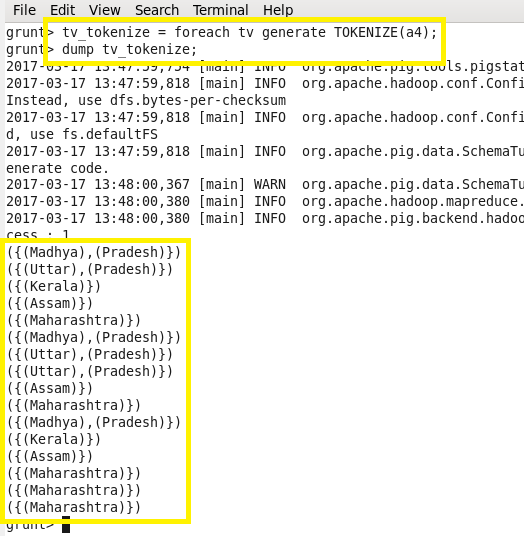 File Edit View Search Terminal Help
grunt> tv_tokenize = foreach tv generate TOKENIZE(a4);
grunt> dump tv_tokenize;
2017-03-17 13:47:59,754 [main] INFO  org.apache.pig.tools.pigstat
2017-03-17 13:47:59,818 [main] INFO  org.apache.hadoop.conf.Confi
Instead, use dfs.bytes-per-checksum
2017-03-17 13:47:59,818 [main] INFO  org.apache.hadoop.conf.Confi
d, use fs.defaultFS
2017-03-17 13:47:59,818 [main] INFO  org.apache.pig.data.SchemaTu
enerate code.
2017-03-17 13:48:00,367 [main] WARN  org.apache.pig.data.SchemaTu
2017-03-17 13:48:00,380 [main] INFO  org.apache.hadoop.mapreduce.
2017-03-17 13:48:00,380 [main] INFO  org.apache.pig.backend.hadoo
cess : 1
({(Madhya),(Pradesh)})
({(Uttar),(Pradesh)})
({(Kerala)})
({(Assam)})
({(Maharashtra)})
({(Madhya),(Pradesh)})
({(Uttar),(Pradesh)})
({(Uttar),(Pradesh)})
({(Assam)})
({(Maharashtra)})
({(Madhya),(Pradesh)})
({(Kerala)})
({(Assam)})
({(Maharashtra)})
({(Maharashtra)})
({(Maharashtra)})
grunt>